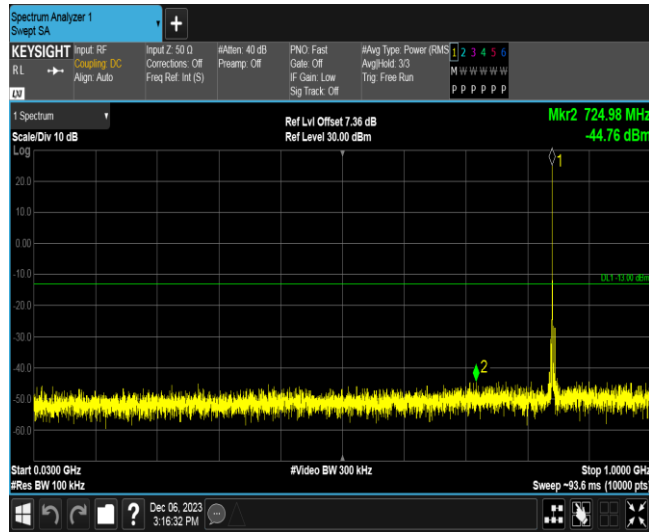 Spectrum Analyzer 1
Swept SA
KEYSIGHT
RL
LXI
Input: RF
Coupling: DC
Align: Auto
Input Z: 50 Ω
Corrections: Off
Freq Ref: Int (S)
#Atten: 40 dB
Preamp: Off
PNO: Fast
Gate: Off
IF Gain: Low
Sig Track: Off
#Avg Type: Power (RMS
Avg|Hold: 3/3
Trig: Free Run
1 2 3 4 5 6
M W W W W W
P P P P P P
1 Spectrum
Scale/Div 10 dB
Log
Ref Lvl Offset 7.36 dB
Ref Level 30.00 dBm
Mkr2 724.98 MHz
-44.76 dBm
1
20.0
10.0
0.00
-10.0
DL1 -13.00 dBm
-20.0
-30.0
-40.0
2
-50.0
-60.0
Start 0.0300 GHz
#Res BW 100 kHz
#Video BW 300 kHz
Stop 1.0000 GHz
Sweep ~93.6 ms (10000 pts)
?
Dec 06, 2023
3:16:32 PM